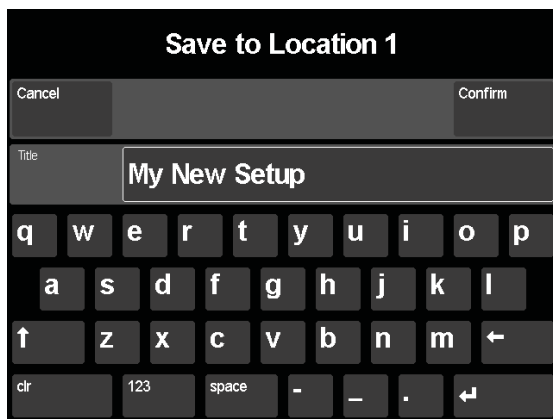 Save to Location 1
Cancel Confirm
Title My New Setup
q w e r t y u i o p
a s d f g h j k l
↑ z x c v b n m ←
clr 123 space - _ . ↵